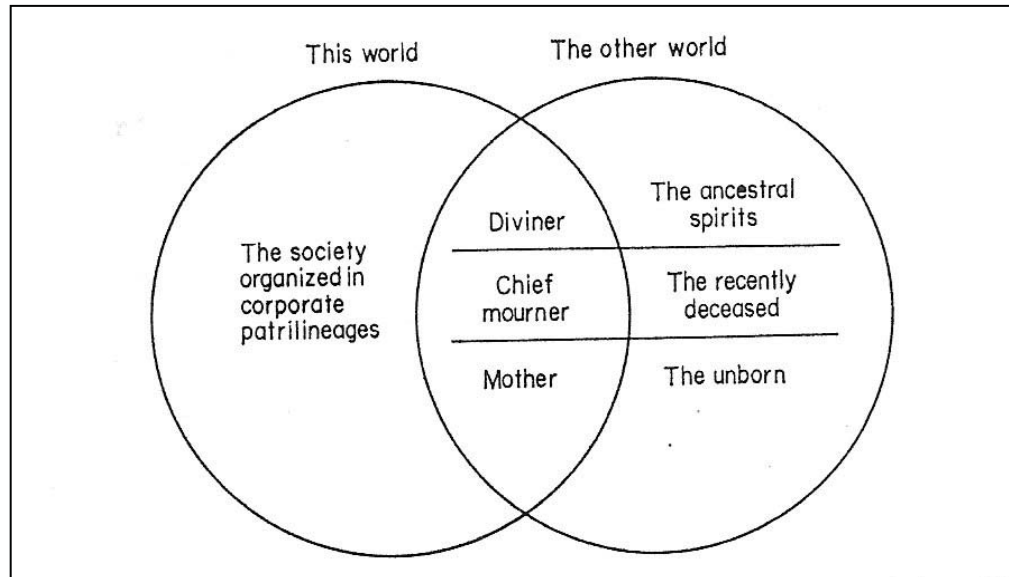 This world
The other world
The society
organized in
corporate
patrilineages
Diviner
Chief
mourner
Mother
The ancestral
spirits
The recently
deceased
The unborn